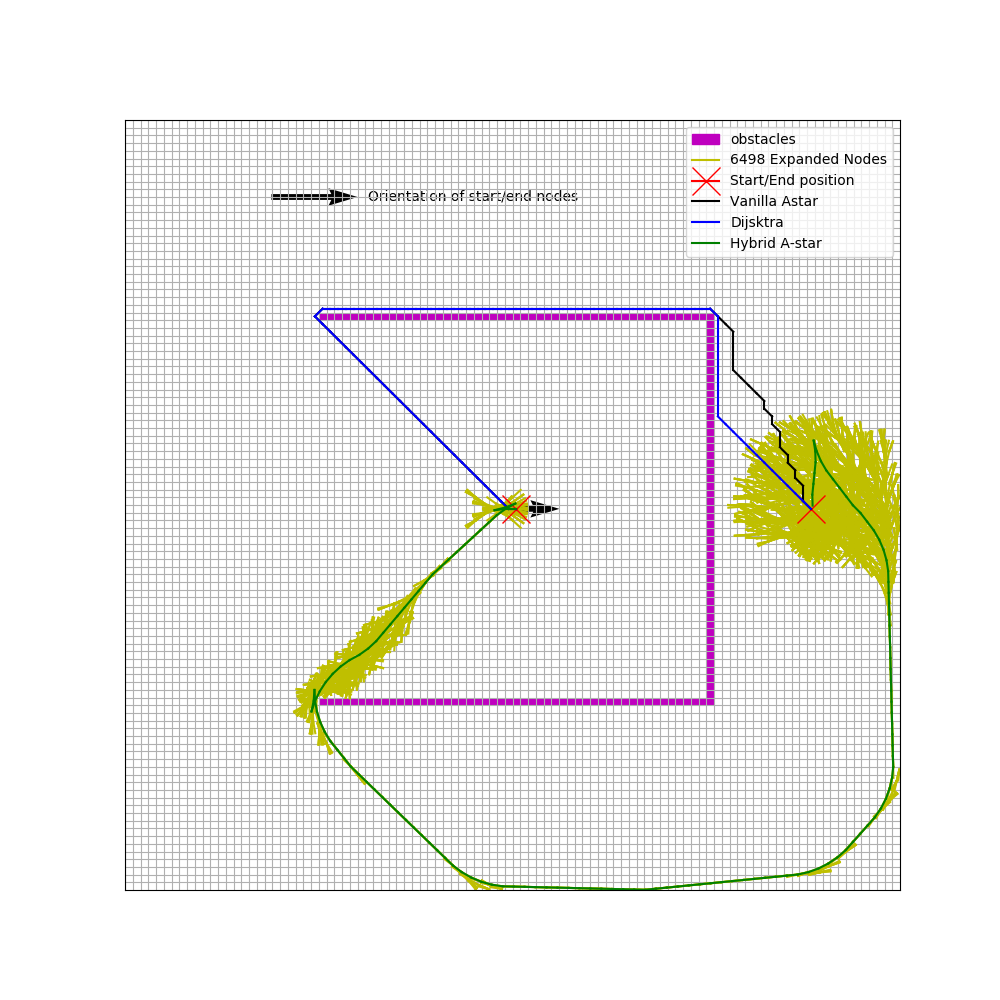 obstacles
6498 Expanded Nodes
Start/End position
Vanilla Astar
Dijsktra
Hybrid A-star
Orientation of start/end nodes